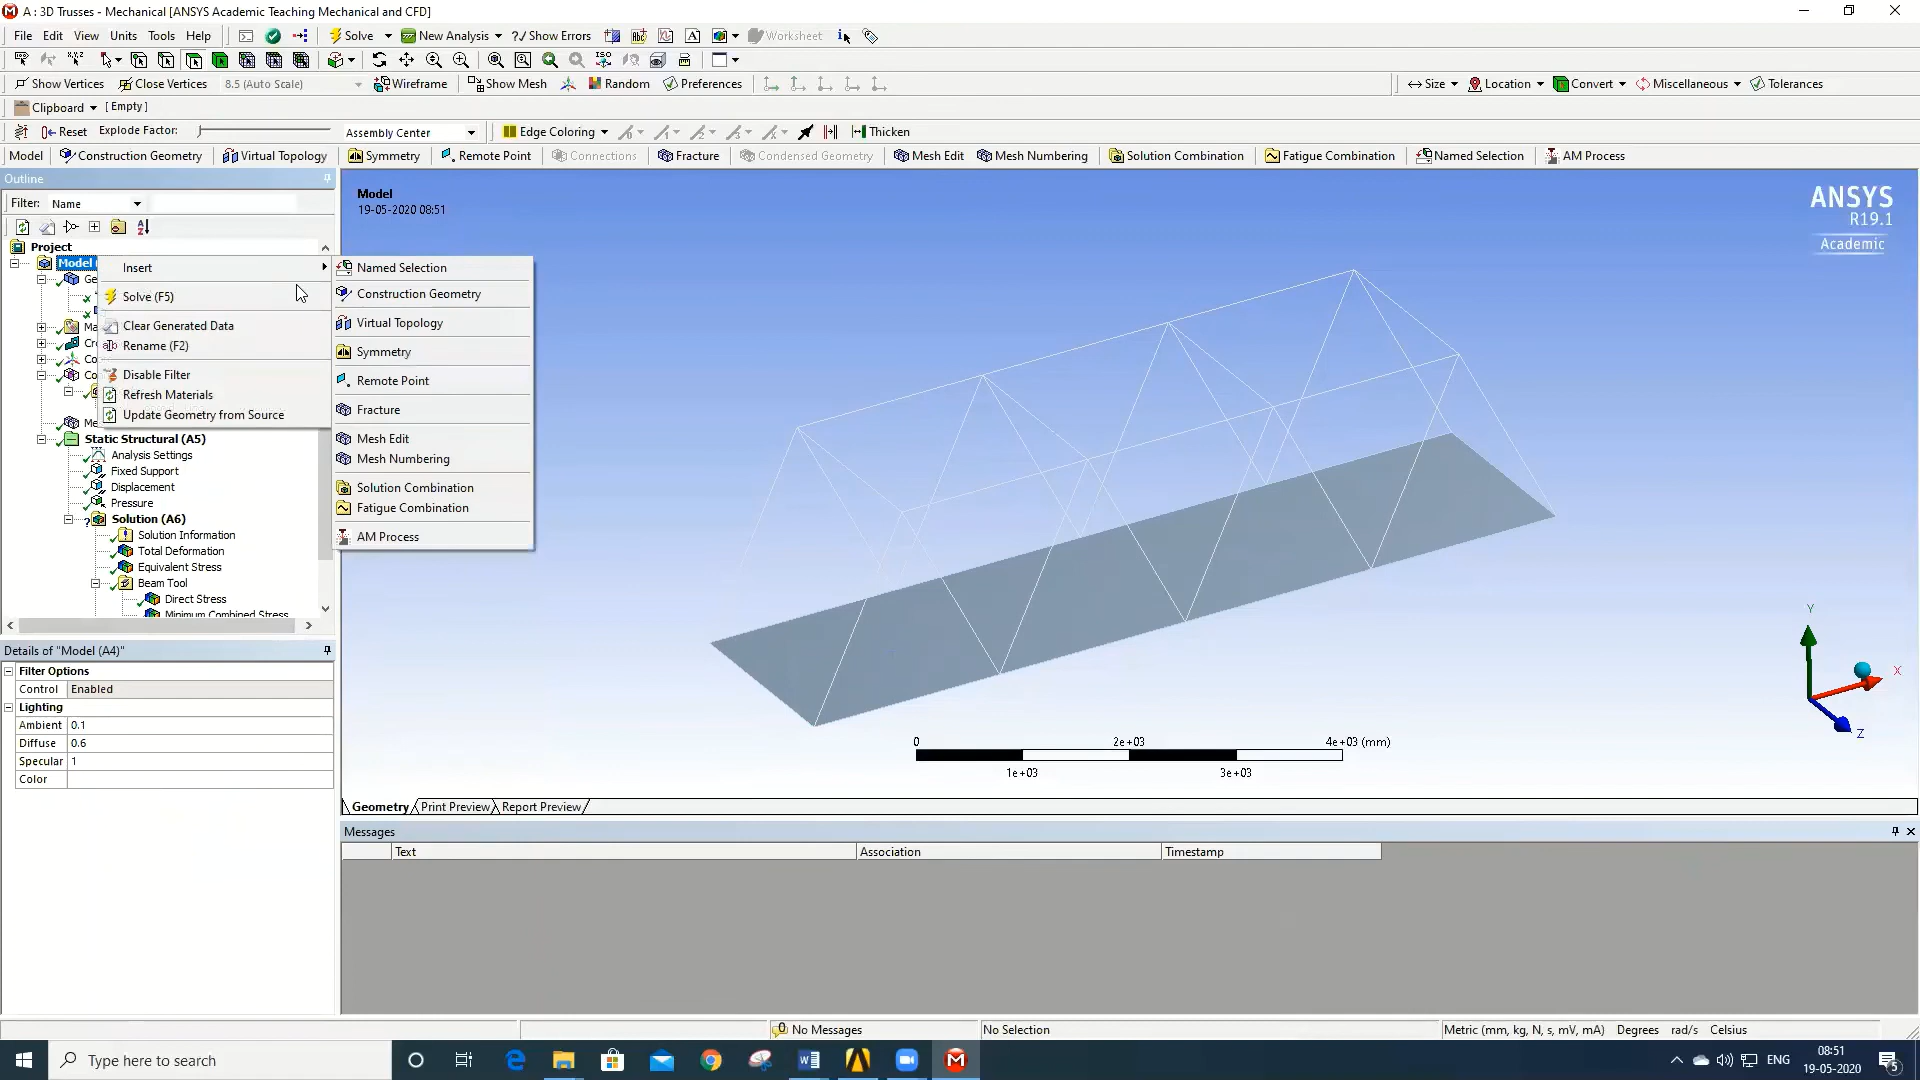 A : 3D Trusses - Mechanical [ANSYS Academic Teaching Mechanical and CFD]
File Edit View Units Tools Help Solve New Analysis ?/ Show Errors Worksheet
Show Vertices Close Vertices 8.5 (Auto Scale) Wireframe Show Mesh Random Preferences Size Location Convert Miscellaneous Tolerances
Clipboard [ Empty ]
Reset Explode Factor: Assembly Center Edge Coloring Thicken
Model Construction Geometry Virtual Topology Symmetry Remote Point Connections Fracture Condensed Geometry Mesh Edit Mesh Numbering Solution Combination Fatigue Combination Named Selection AM Process
Outline
Filter: Name
Project
Model
Insert
Solve (F5)
Clear Generated Data
Rename (F2)
Disable Filter
Refresh Materials
Update Geometry from Source
Named Selection
Construction Geometry
Virtual Topology
Symmetry
Remote Point
Fracture
Mesh Edit
Mesh Numbering
Solution Combination
Fatigue Combination
AM Process
Static Structural (A5)
Analysis Settings
Fixed Support
Displacement
Pressure
Solution (A6)
Solution Information
Total Deformation
Equivalent Stress
Beam Tool
Direct Stress
Minimum Combined Stress
Details of "Model (A4)"
Filter Options
Control Enabled
Lighting
Ambient 0.1
Diffuse 0.6
Specular 1
Color
Model
19-05-2020 08:51
ANSYS
R19.1
Academic
Y
X
Z
0 2e+03 4e+03 (mm)
1e+03 3e+03
Geometry Print Preview Report Preview
Messages
Text Association Timestamp
No Messages No Selection Metric (mm, kg, N, s, mV, mA) Degrees rad/s Celsius
Type here to search
ENG
08:51
19-05-2020
5